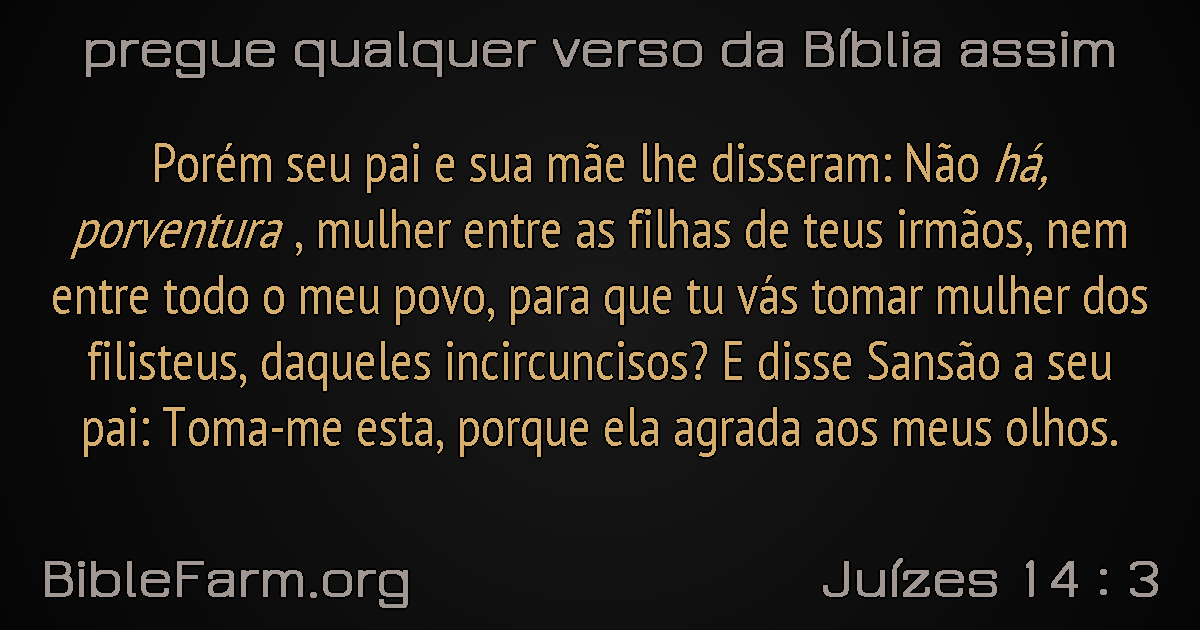 pregue qualquer verso da Bíblia assim
Porém seu pai e sua mãe lhe disseram: Não há,
porventura , mulher entre as filhas de teus irmãos, nem
entre todo o meu povo, para que tu vás tomar mulher dos
filisteus, daqueles incircuncisos? E disse Sansão a seu
pai: Toma-me esta, porque ela agrada aos meus olhos.
BibleFarm.org
Juízes 14 : 3